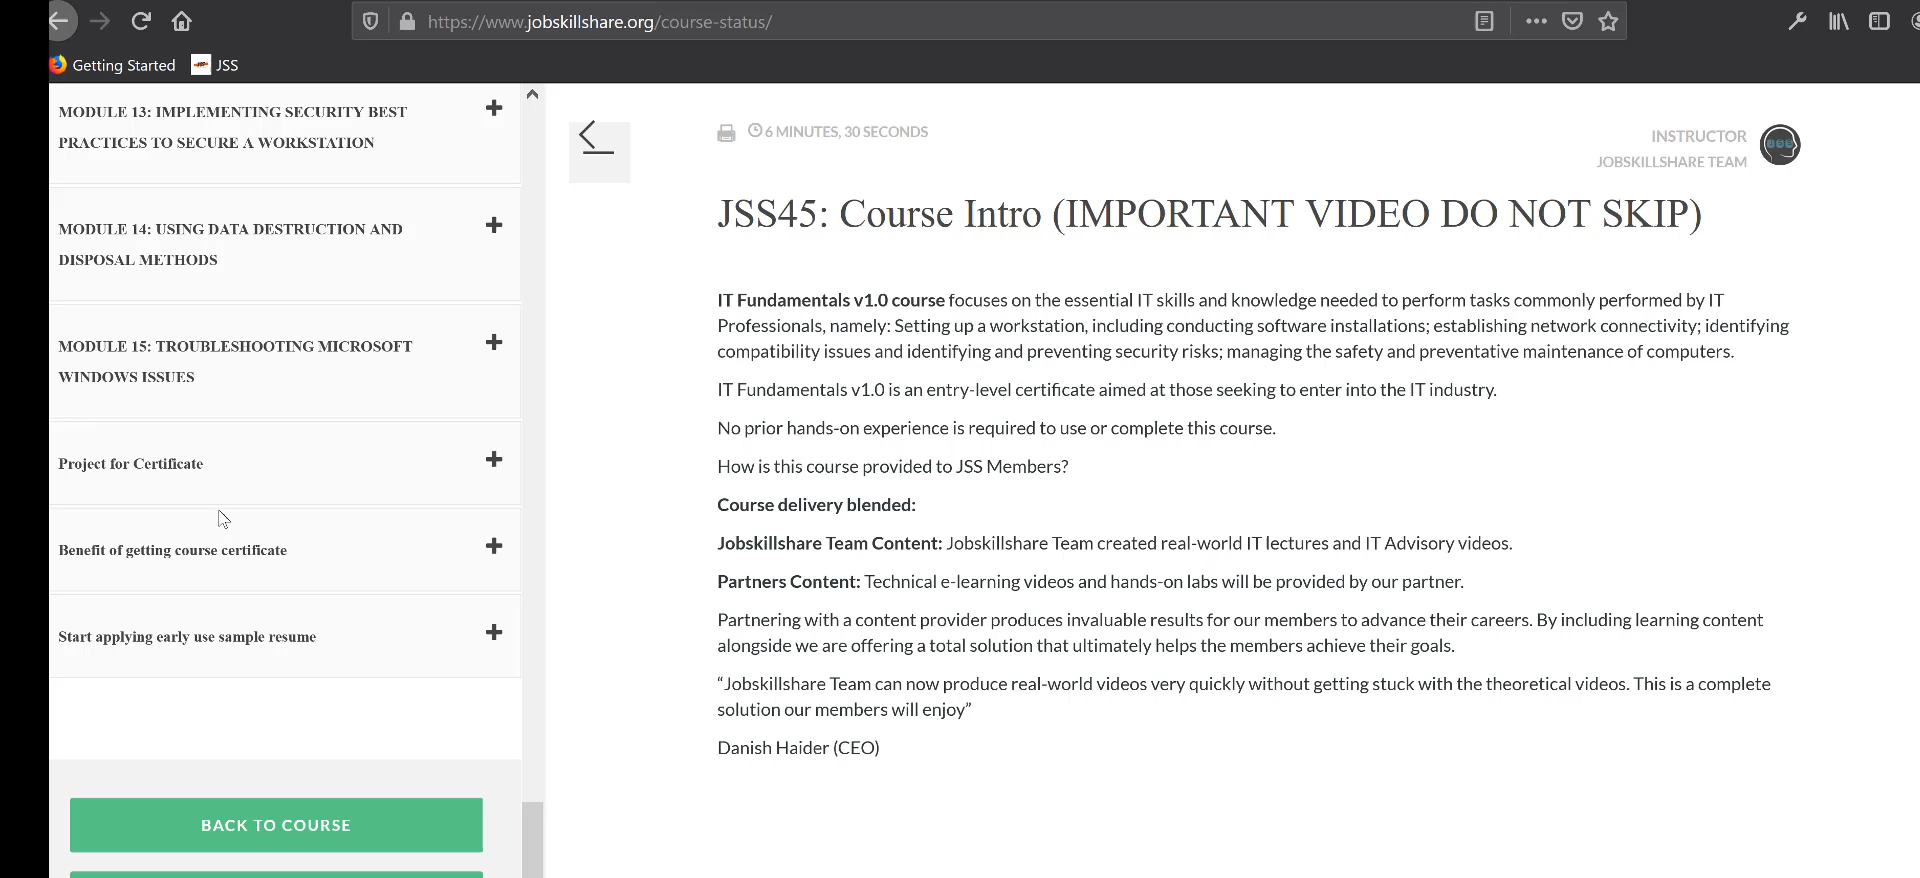 https://www.jobskillshare.org/course-status/
Getting Started
JSS
MODULE 13: IMPLEMENTING SECURITY BEST
PRACTICES TO SECURE A WORKSTATION
MODULE 14: USING DATA DESTRUCTION AND
DISPOSAL METHODS
MODULE 15: TROUBLESHOOTING MICROSOFT
WINDOWS ISSUES
Project for Certificate
Benefit of getting course certificate
Start applying early use sample resume
BACK TO COURSE
6 MINUTES, 30 SECONDS
INSTRUCTOR
JOBSKILLSHARE TEAM
JSS
JSS45: Course Intro (IMPORTANT VIDEO DO NOT SKIP)
IT Fundamentals v1.0 course focuses on the essential IT skills and knowledge needed to perform tasks commonly performed by IT
Professionals, namely: Setting up a workstation, including conducting software installations; establishing network connectivity; identifying
compatibility issues and identifying and preventing security risks; managing the safety and preventative maintenance of computers.
IT Fundamentals v1.0 is an entry-level certificate aimed at those seeking to enter into the IT industry.
No prior hands-on experience is required to use or complete this course.
How is this course provided to JSS Members?
Course delivery blended:
Jobskillshare Team Content: Jobskillshare Team created real-world IT lectures and IT Advisory videos.
Partners Content: Technical e-learning videos and hands-on labs will be provided by our partner.
Partnering with a content provider produces invaluable results for our members to advance their careers. By including learning content
alongside we are offering a total solution that ultimately helps the members achieve their goals.
“Jobskillshare Team can now produce real-world videos very quickly without getting stuck with the theoretical videos. This is a complete
solution our members will enjoy”
Danish Haider (CEO)